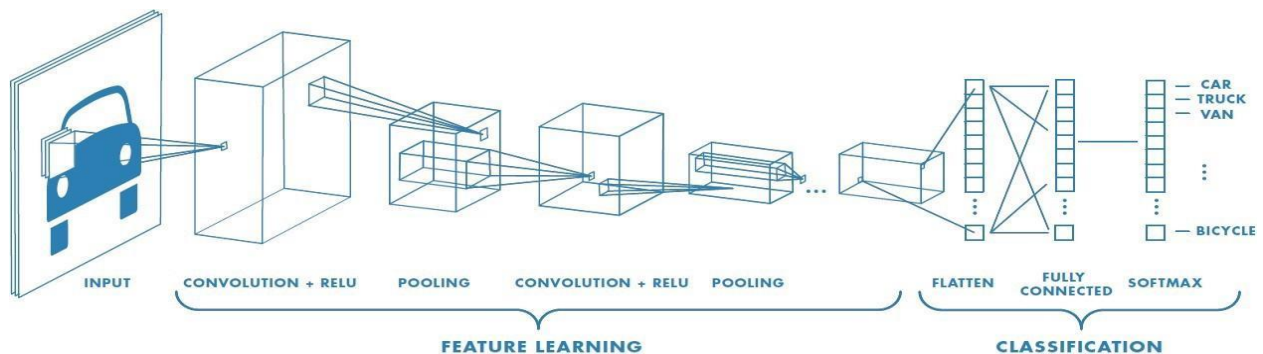 CAR
TRUCK
VAN
BICYCLE
INPUT
CONVOLUTION + RELU
POOLING
CONVOLUTION + RELU
POOLING
FLATTEN
FULLY
CONNECTED
SOFTMAX
FEATURE LEARNING
CLASSIFICATION